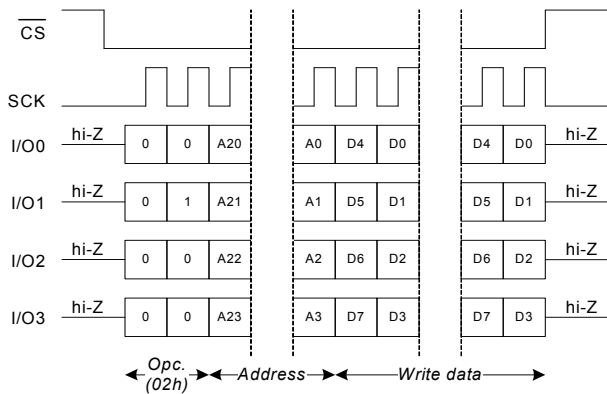 CS
SCK
I/O0 hi-Z 0 0 A20 A0 D4 D0 D4 D0 hi-Z
I/O1 hi-Z 0 1 A21 A1 D5 D1 D5 D1 hi-Z
I/O2 hi-Z 0 0 A22 A2 D6 D2 D6 D2 hi-Z
I/O3 hi-Z 0 0 A23 A3 D7 D3 D7 D3 hi-Z
Opc. Address Write data
(02h)